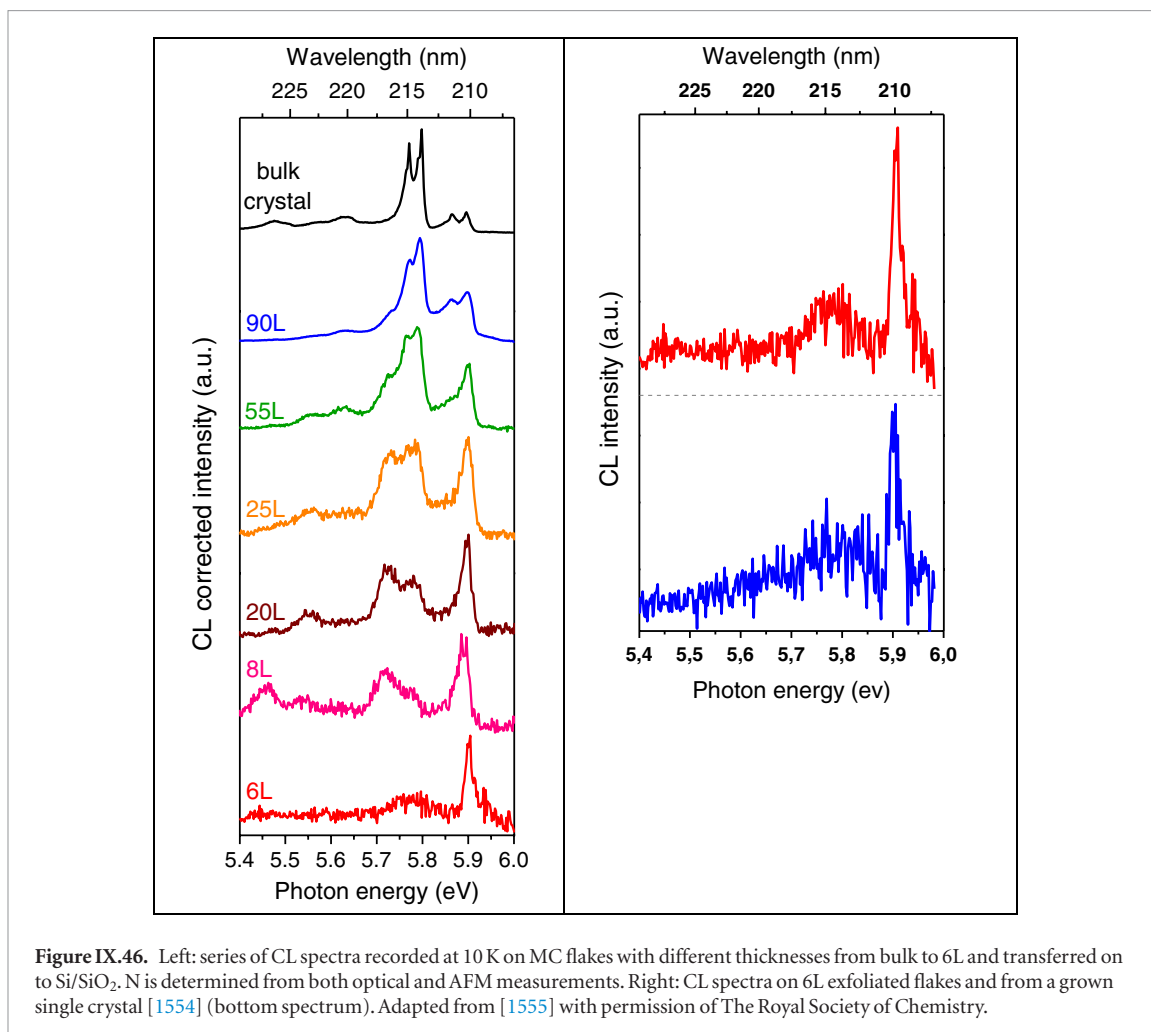 Wavelength (nm)
225 220 215 210
CL corrected intensity (a.u.)
bulk
crystal
90L
55L
25L
20L
8L
6L
5.4 5.5 5.6 5.7 5.8 5.9 6.0
Photon energy (eV)
Wavelength (nm)
225 220 215 210
CL intensity (a.u.)
5,4 5,5 5,6 5,7 5,8 5,9 6,0
Photon energy (ev)
Figure IX.46. Left: series of CL spectra recorded at 10 K on MC flakes with different thicknesses from bulk to 6L and transferred on
to Si/SiO₂. N is determined from both optical and AFM measurements. Right: CL spectra on 6L exfoliated flakes and from a grown
single crystal [1554] (bottom spectrum). Adapted from [1555] with permission of The Royal Society of Chemistry.